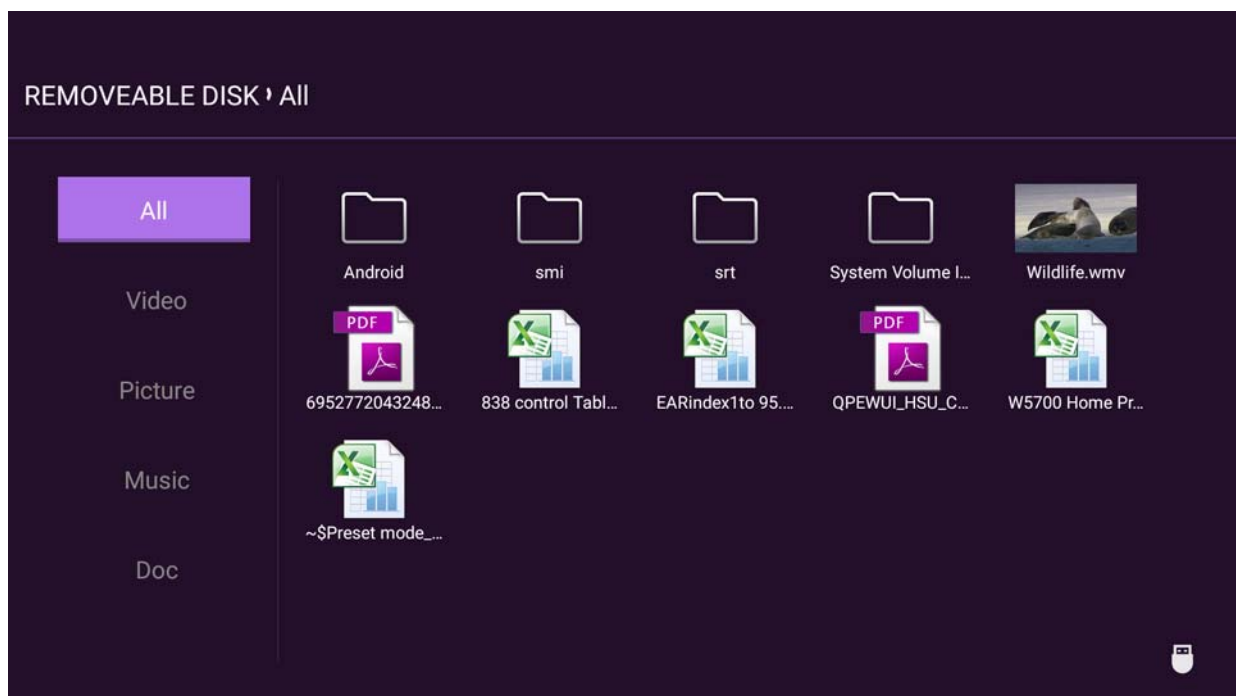 REMOVEABLE DISK › All
All
Video
Picture
Music
Doc
Android
smi
srt
System Volume I...
Wildlife.wmv
PDF
PDF
6952772043248...
838 control Tabl...
EARindex1to 95....
QPEWUI_HSU_C...
W5700 Home Pr...
~$Preset mode_...